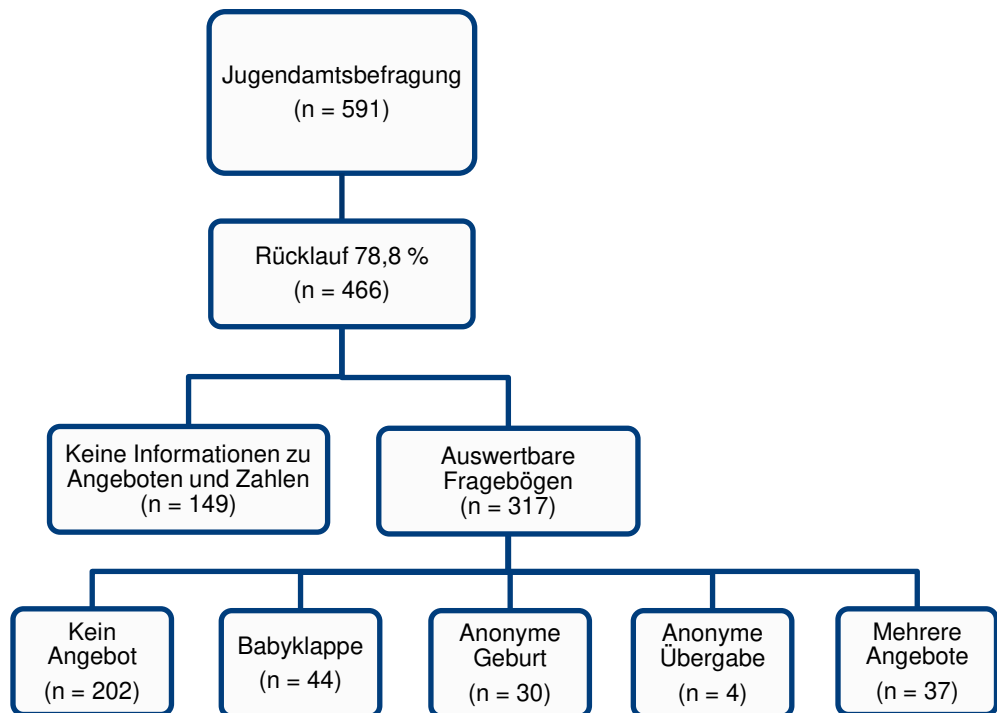 Jugendamtsbefragung
(n = 591)
Rücklauf 78,8 %
(n = 466)
Keine Informationen zu
Angeboten und Zahlen
(n = 149)
Auswertbare
Fragebögen
(n = 317)
Kein
Angebot
(n = 202)
Babyklappe
(n = 44)
Anonyme
Geburt
(n = 30)
Anonyme
Übergabe
(n = 4)
Mehrere
Angebote
(n = 37)